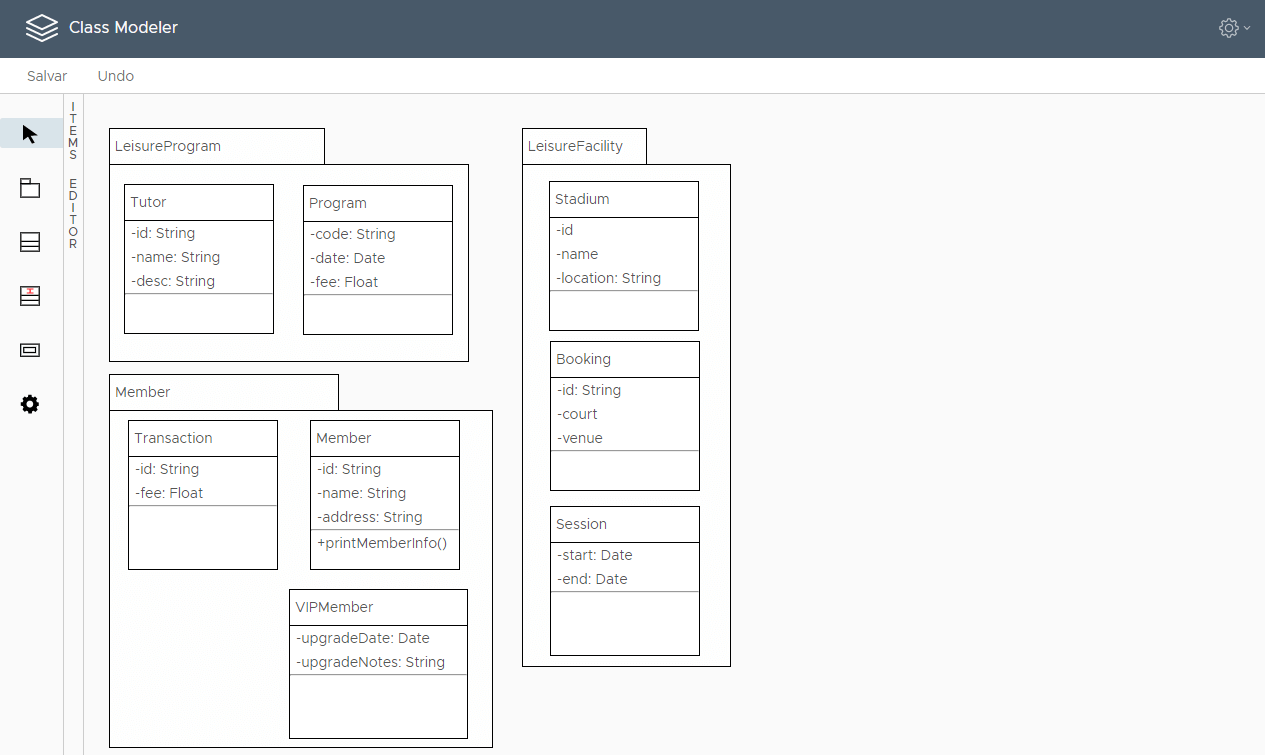 Class Modeler
Salvar
Undo
ITEMS EDITOR
LeisureProgram
Tutor
-id: String
-name: String
-desc: String
Program
-code: String
-date: Date
-fee: Float
Member
Transaction
-id: String
-fee: Float
Member
-id: String
-name: String
-address: String
+printMemberInfo()
VIPMember
-upgradeDate: Date
-upgradeNotes: String
LeisureFacility
Stadium
-id
-name
-location: String
Booking
-id: String
-court
-venue
Session
-start: Date
-end: Date